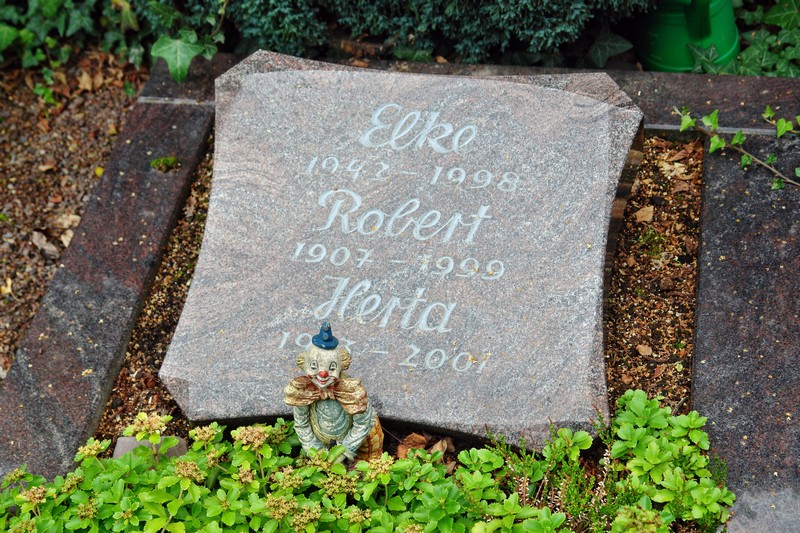 Elke
1942 - 1998
Robert
1907 - 1999
Herta
- 2001